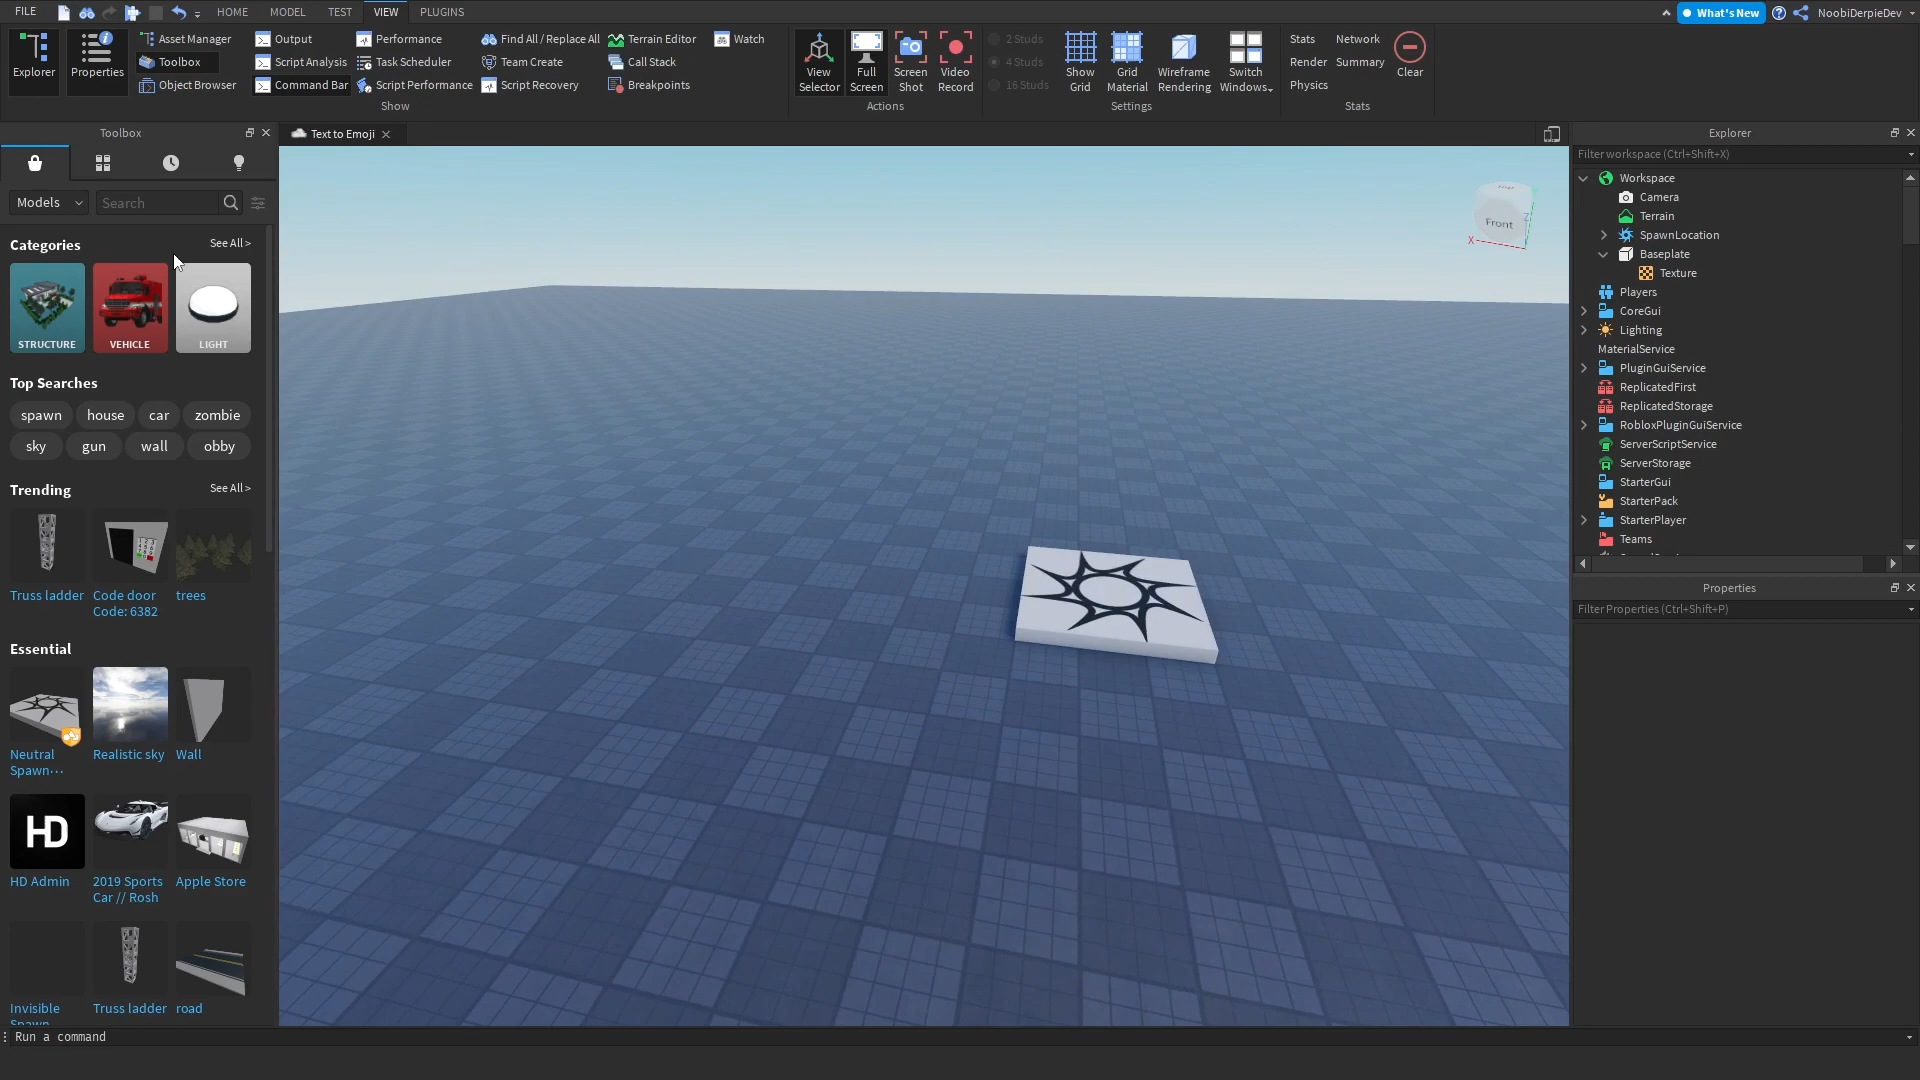 FILE
HOME
MODEL
TEST
VIEW
PLUGINS
What's New
NoobiDerpieDev
Explorer
Properties
Asset Manager
Toolbox
Object Browser
Output
Script Analysis
Command Bar
Performance
Task Scheduler
Script Performance
Find All / Replace All
Team Create
Script Recovery
Terrain Editor
Call Stack
Breakpoints
Watch
Show
View
Selector
Full
Screen
Screen
Shot
Video
Record
Actions
2 Studs
4 Studs
16 Studs
Show
Grid
Grid
Material
Wireframe
Rendering
Switch
Windows
Settings
Stats
Network
Render
Summary
Physics
Clear
Stats
Toolbox
Text to Emoji
Models
Search
Categories
See All >
STRUCTURE
VEHICLE
LIGHT
Top Searches
spawn
house
car
zombie
sky
gun
wall
obby
Trending
See All >
Truss ladder
Code door
Code: 6382
trees
Essential
Neutral
Spawn...
Realistic sky
Wall
HD
HD Admin
2019 Sports
Car // Rosh
Apple Store
Invisible
Spawn
Truss ladder
road
Front
X
Z
Explorer
Filter workspace (Ctrl+Shift+X)
Workspace
Camera
Terrain
SpawnLocation
Baseplate
Texture
Players
CoreGui
Lighting
MaterialService
PluginGuiService
ReplicatedFirst
ReplicatedStorage
RobloxPluginGuiService
ServerScriptService
ServerStorage
StarterGui
StarterPack
StarterPlayer
Teams
Properties
Filter Properties (Ctrl+Shift+P)
Run a command